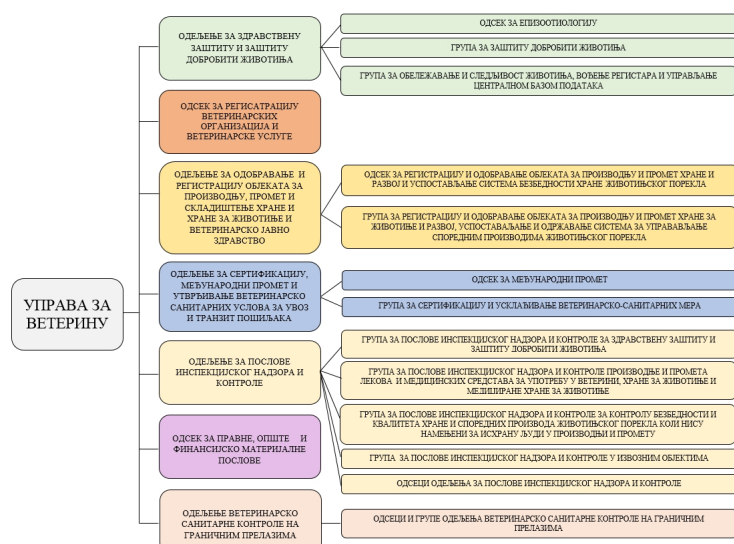 УПРАВА ЗА
ВЕТЕРИНУ
ОДЕЉЕЊЕ ЗА ЗДРАВСТВЕНУ
ЗАШТИТУ И ЗАШТИТУ
ДОБРОБИТИ ЖИВОТИЊА
ОДСЕК ЗА ЕПИЗООТИОЛОГИЈУ
ГРУПА ЗА ЗАШТИТУ ДОБРОБИТИ ЖИВОТИЊА
ГРУПА ЗА ОБЕЛЕЖАВАЊЕ И СЛЕДЉИВОСТ ЖИВОТИЊА, ВОЂЕЊЕ РЕГИСТАРА И УПРАВЉАЊЕ
ЦЕНТРАЛНОМ БАЗОМ ПОДАТАКА
ОДСЕК ЗА РЕГИСАТРАЦИЈУ
ВЕТЕРИНАРСКИХ
ОРГАНИЗАЦИЈА И
ВЕТЕРИНАРСКЕ УСЛУГЕ
ОДЕЉЕЊЕ ЗА ОДОБРАВАЊЕ И
РЕГИСТРАЦИЈУ ОБЈЕКАТА ЗА
ПРОИЗВОДЊУ, ПРОМЕТ И
СКЛАДИШТЕЊЕ ХРАНЕ И
ХРАНЕ ЗА ЖИВОТИЊЕ И
ВЕТЕРИНАРСКО ЈАВНО
ЗДРАВСТВО
ОДСЕК ЗА РЕГИСТРАЦИЈУ И ОДОБРАВАЊЕ ОБЈЕКАТА ЗА ПРОИЗВОДЊУ И ПРОМЕТ ХРАНЕ И
РАЗВОЈ И УСПОСТАВЉАЊЕ СИСТЕМА БЕЗБЕДНОСТИ ХРАНЕ ЖИВОТИЊСКОГ ПОРЕКЛА
ГРУПА ЗА РЕГИСТРАЦИЈУ И ОДОБРАВАЊЕ ОБЈЕКАТА ЗА ПРОИЗВОДЊУ И ПРОМЕТ ХРАНЕ ЗА
ЖИВОТИЊЕ И РАЗВОЈ, УСПОСТАВАЉАЊЕ И ОДРЖАВАЊЕ СИСТЕМА ЗА УПРАВАВЉАЊЕ
СПОРЕДНИМ ПРОИЗВОДИМА ЖИВОТИЊСКОГ ПОРЕКЛА
ОДЕЉЕЊЕ ЗА СЕРТИФИКАЦИЈУ,
МЕЂУНАРОДНИ ПРОМЕТ И
УТВРЂИВАЊЕ ВЕТЕРИНАРСКО
САНИТАРНИХ УСЛОВА ЗА УВОЗ
И ТРАНЗИТ ПОШИЉАКА
ОДСЕК ЗА МЕЂУНАРОДНИ ПРОМЕТ
ГРУПА ЗА СЕРТИФИКАЦИЈУ И УСКЛАЂИВАЊЕ ВЕТЕРИНАРСКО-САНИТАРНИХ МЕРА
ОДЕЉЕЊЕ ЗА ПОСЛОВЕ
ИНСПЕКЦИЈСКОГ НАДЗОРА И
КОНТРОЛЕ
ГРУПА ЗА ПОСЛОВЕ ИНСПЕКЦИЈСКОГ НАДЗОРА И КОНТРОЛЕ ЗА ЗДРАВСТВЕНУ ЗАШТИТУ И
ЗАШТИТУ ДОБРОБИТИ ЖИВОТИЊА
ГРУПА ЗА ПОСЛОВЕ ИНСПЕКЦИЈСКОГ НАДЗОРА И КОНТРОЛЕ ПРОИЗВОДЊЕ И ПРОМЕТА
ЛЕКОВА И МЕДИЦИНСКИХ СРЕДСТАВА ЗА УПОТРЕБУ У ВЕТЕРИНИ, ХРАНЕ ЗА ЖИВОТИЊЕ И
МЕДИЦИРАНЕ ХРАНЕ ЗА ЖИВОТИЊЕ
ГРУПА ЗА ПОСЛОВЕ ИНСПЕКЦИЈСКОГ НАДЗОРА И КОНТРОЛЕ ЗА КОНТРОЛУ БЕЗБЕДНОСТИ И
КВАЛИТЕТА ХРАНЕ И СПОРЕДНИХ ПРОИЗВОДА ЖИВОТИЊСКОГ ПОРЕКЛА КОЈИ НИСУ
НАМЕЊЕНИ ЗА ИСХРАНУ ЉУДИ У ПРОИЗВОДЊИ И ПРОМЕТУ
ГРУПА ЗА ПОСЛОВЕ ИНСПЕКЦИЈСКОГ НАДЗОРА И КОНТРОЛЕ У ИЗВОЗНИМ ОБЈЕКТИМА
ОДСЕЦИ ОДЕЉЕЊА ЗА ПОСЛОВЕ ИНСПЕКЦИЈСКОГ НАДЗОРА И КОНТРОЛЕ
ОДСЕК ЗА ПРАВНЕ, ОПШТЕ И
ФИНАНСИЈСКО МАТЕРИЈАЛНЕ
ПОСЛОВЕ
ОДЕЉЕЊЕ ВЕТЕРИНАРСКО
САНИТАРНЕ КОНТРОЛЕ НА
ГРАНИЧНИМ ПРЕЛАЗИМА
ОДСЕЦИ И ГРУПЕ ОДЕЉЕЊА ВЕТЕРИНАРСКО САНИТАРНЕ КОНТРОЛЕ НА ГРАНИЧНИМ
ПРЕЛАЗИМА